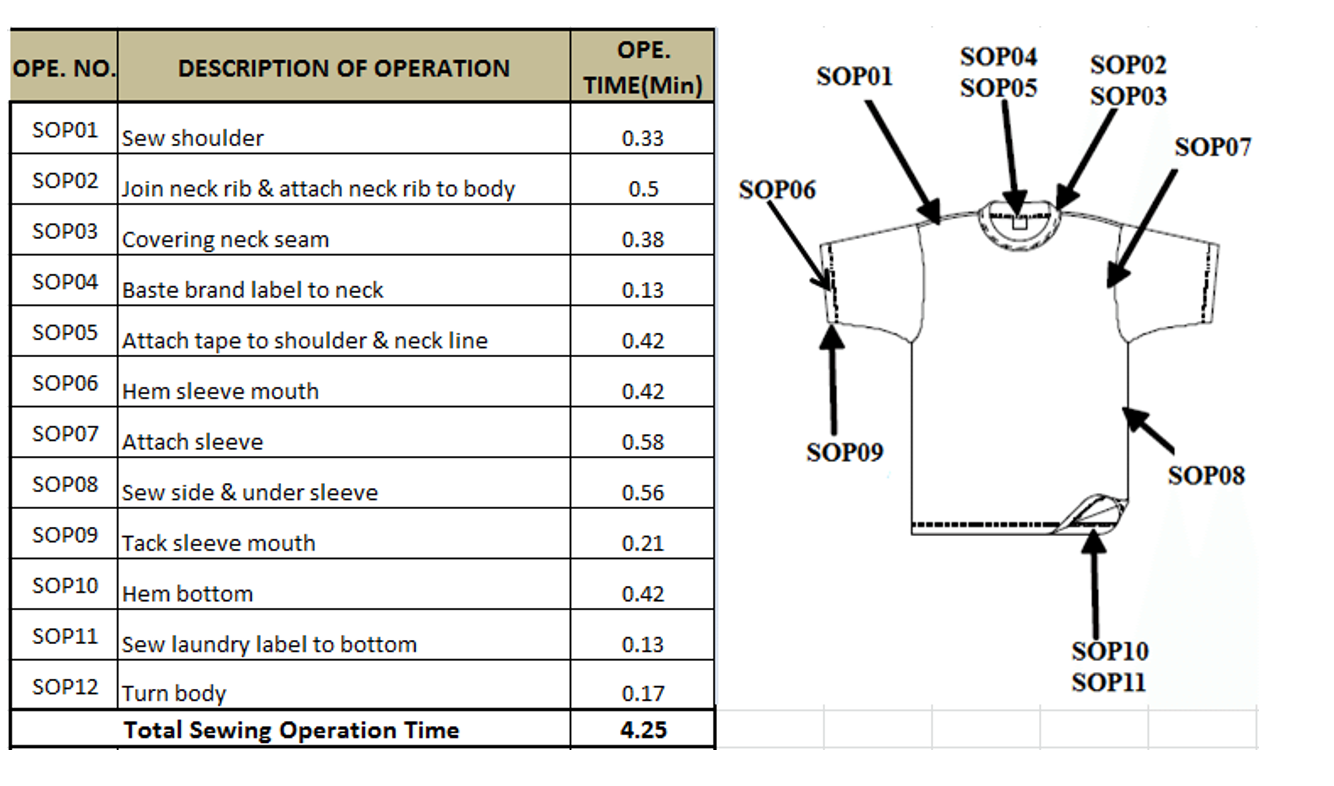 OPE. NO. DESCRIPTION OF OPERATION OPE. TIME(Min)
SOP01 Sew shoulder 0.33
SOP02 Join neck rib & attach neck rib to body 0.5
SOP03 Covering neck seam 0.38
SOP04 Baste brand label to neck 0.13
SOP05 Attach tape to shoulder & neck line 0.42
SOP06 Hem sleeve mouth 0.42
SOP07 Attach sleeve 0.58
SOP08 Sew side & under sleeve 0.56
SOP09 Tack sleeve mouth 0.21
SOP10 Hem bottom 0.42
SOP11 Sew laundry label to bottom 0.13
SOP12 Turn body 0.17
Total Sewing Operation Time 4.25
SOP01
SOP04
SOP05
SOP02
SOP03
SOP07
SOP06
SOP09
SOP08
SOP10
SOP11